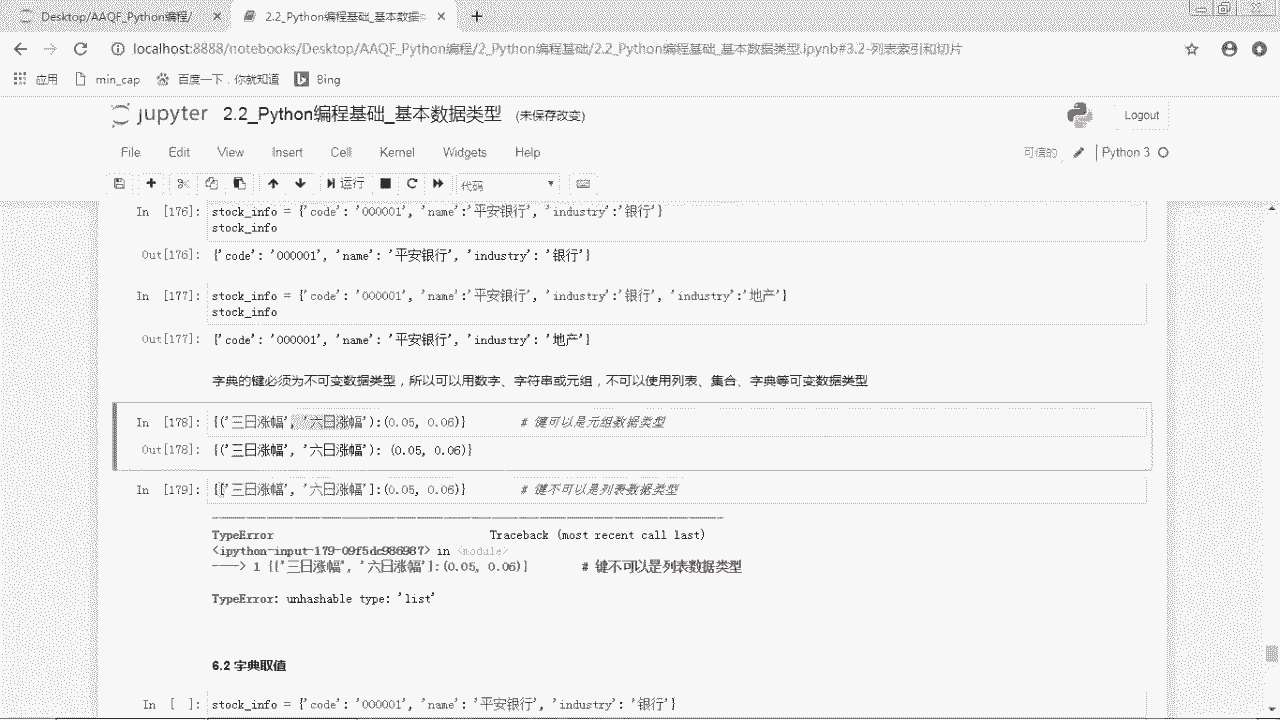 Desktop/AAQF_Python编程/
2.2_Python编程基础_基本数据
localhost:8888/notebooks/Desktop/AAQF_Python编程/2_Python编程基础/2.2_Python编程基础_基本数据类型.ipynb#3.2-列表索引和切片
应用 min_cap 百度一下，你就知道 Bing
jupyter 2.2_Python编程基础_基本数据类型 (未保存改变) Logout
File Edit View Insert Cell Kernel Widgets Help 可信的 Python 3
运行 代码
In [176]: stock_info = {'code': '000001', 'name':'平安银行', 'industry':'银行'}
stock_info
Out[176]: {'code': '000001', 'name': '平安银行', 'industry': '银行'}
In [177]: stock_info = {'code': '000001', 'name':'平安银行', 'industry':'银行', 'industry':'地产'}
stock_info
Out[177]: {'code': '000001', 'name': '平安银行', 'industry': '地产'}
字典的键必须为不可变数据类型，所以可以用数字、字符串或元组，不可以使用列表、集合、字典等可变数据类型
In [178]: {('三日涨幅', '六日涨幅'):(0.05, 0.06)} # 键可以是元组数据类型
Out[178]: {('三日涨幅', '六日涨幅'): (0.05, 0.06)}
In [179]: {['三日涨幅', '六日涨幅']:(0.05, 0.06)} # 键不可以是列表数据类型
TypeError Traceback (most recent call last)
<ipython-input-179-09f5dc986987> in <module>
----> 1 {['三日涨幅', '六日涨幅']:(0.05, 0.06)} # 键不可以是列表数据类型
TypeError: unhashable type: 'list'
6.2 字典取值
In [ ]: stock_info = {'code': '000001', 'name': '平安银行', 'industry': '银行'}